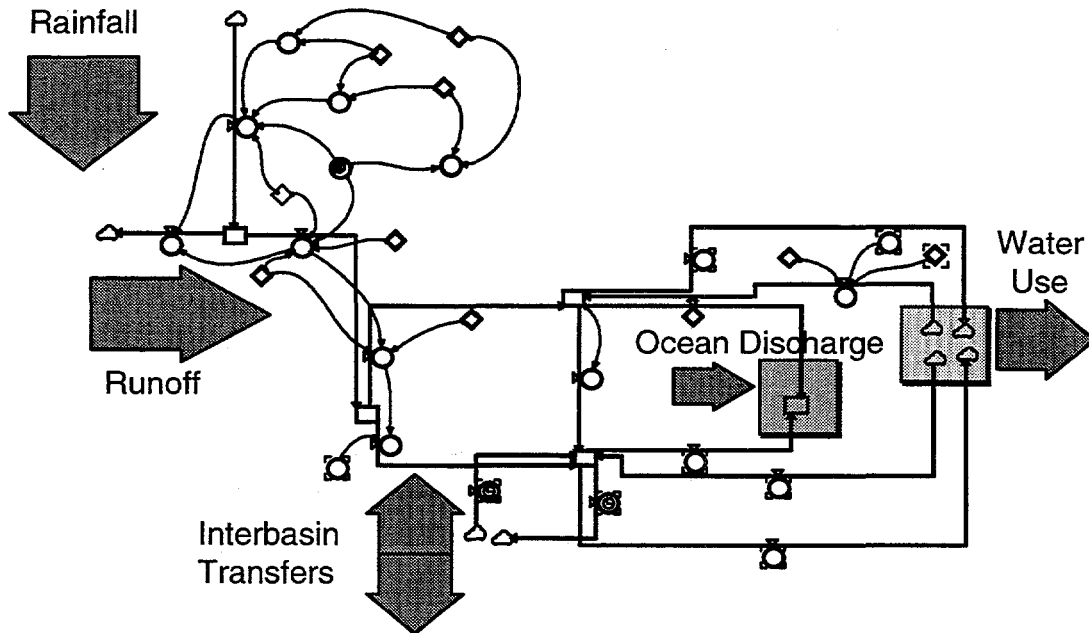 Rainfall
Water
Use
Ocean Discharge
Runoff
Interbasin
Transfers